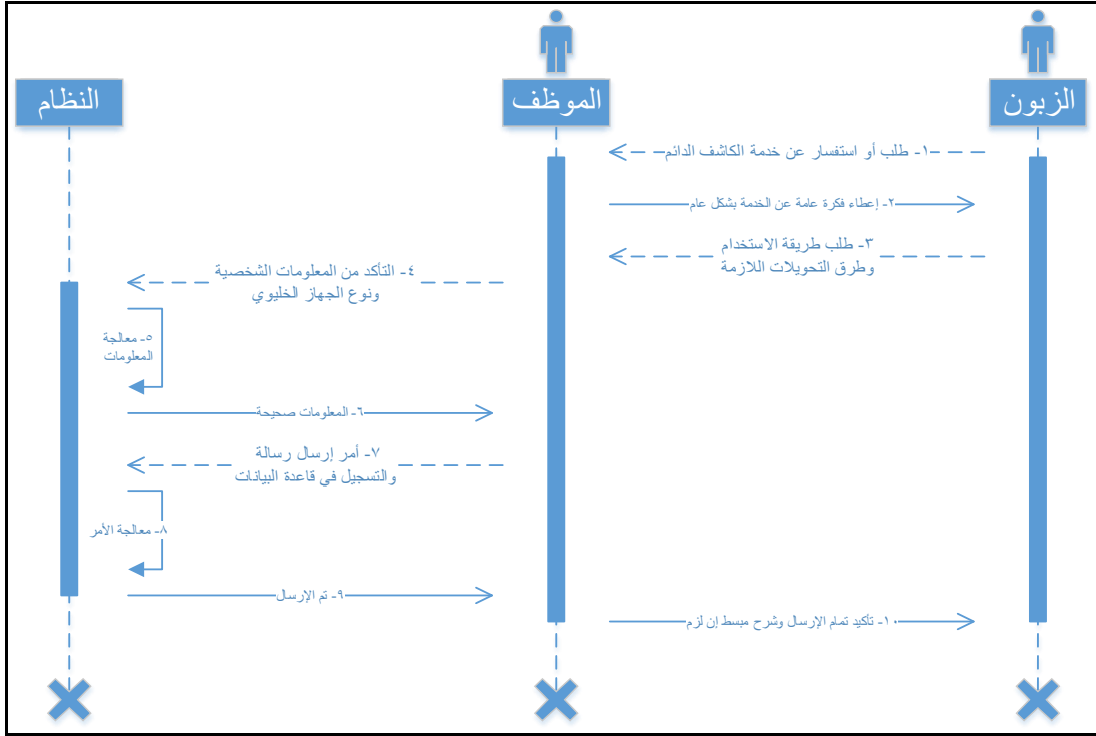 الزبون
الموظف
النظام
١- طلب أو استفسار عن خدمة الكاشف الدائم
٢- إعطاء فكرة عامة عن الخدمة بشكل عام
٣- طلب طريقة الاستخدام
وطرق التحويلات اللازمة
٤- التأكد من المعلومات الشخصية
ونوع الجهاز الخليوي
٥- معالجة
المعلومات
٦- المعلومات صحيحة
٧- أمر إرسال رسالة
والتسجيل في قاعدة البيانات
٨- معالجة الأمر
٩- تم الإرسال
١٠- تأكيد تمام الإرسال وشرح مبسط إن لزم